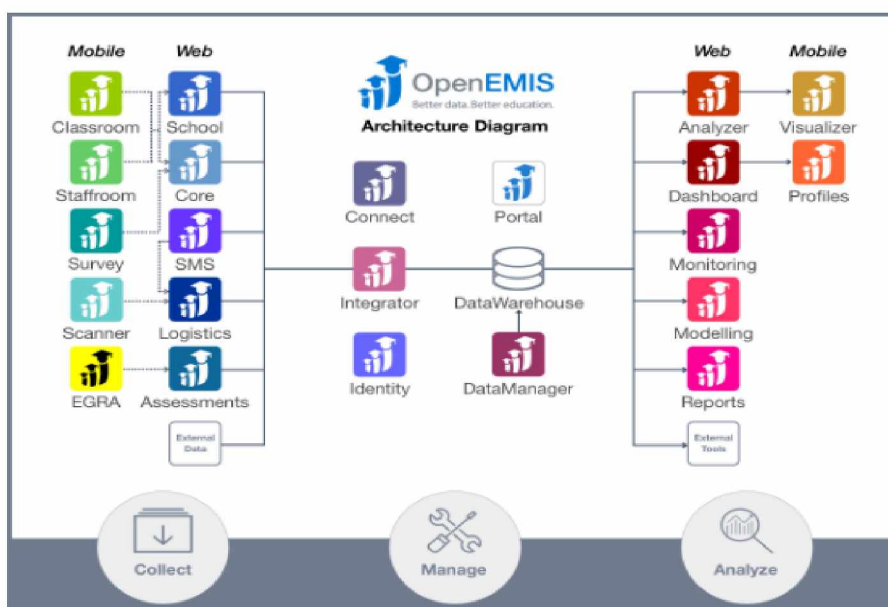 Mobile
Web
Classroom
School
Staffroom
Core
Survey
SMS
Scanner
Logistics
EGRA
Assessments
External
Data
OpenEMIS
Better data. Better education.
Architecture Diagram
Connect
Portal
Integrator
DataWarehouse
Identity
DataManager
Web
Mobile
Analyzer
Visualizer
Dashboard
Profiles
Monitoring
Modelling
Reports
External
Tools
Collect
Manage
Analyze